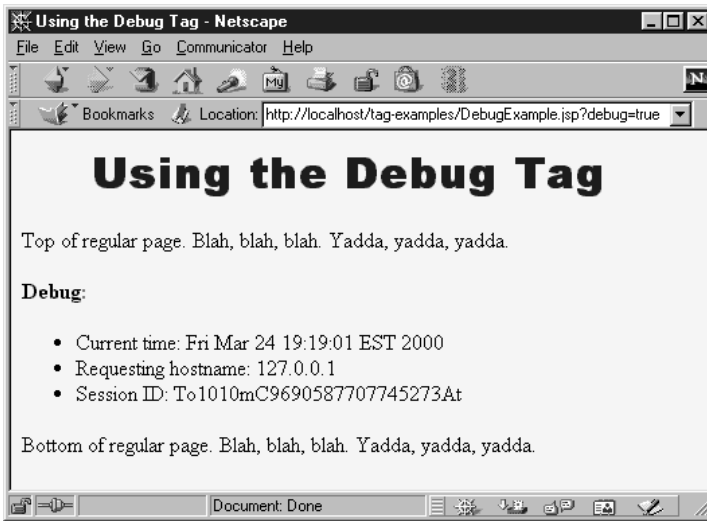 Using the Debug Tag - Netscape
File Edit View Go Communicator Help
My
N
Bookmarks Location: http://localhost/tag-examples/DebugExample.jsp?debug=true
Using the Debug Tag
Top of regular page. Blah, blah, blah. Yadda, yadda, yadda.
Debug:
• Current time: Fri Mar 24 19:19:01 EST 2000
• Requesting hostname: 127.0.0.1
• Session ID: To1010mC9690587707745273At
Bottom of regular page. Blah, blah, blah. Yadda, yadda, yadda.
Document: Done